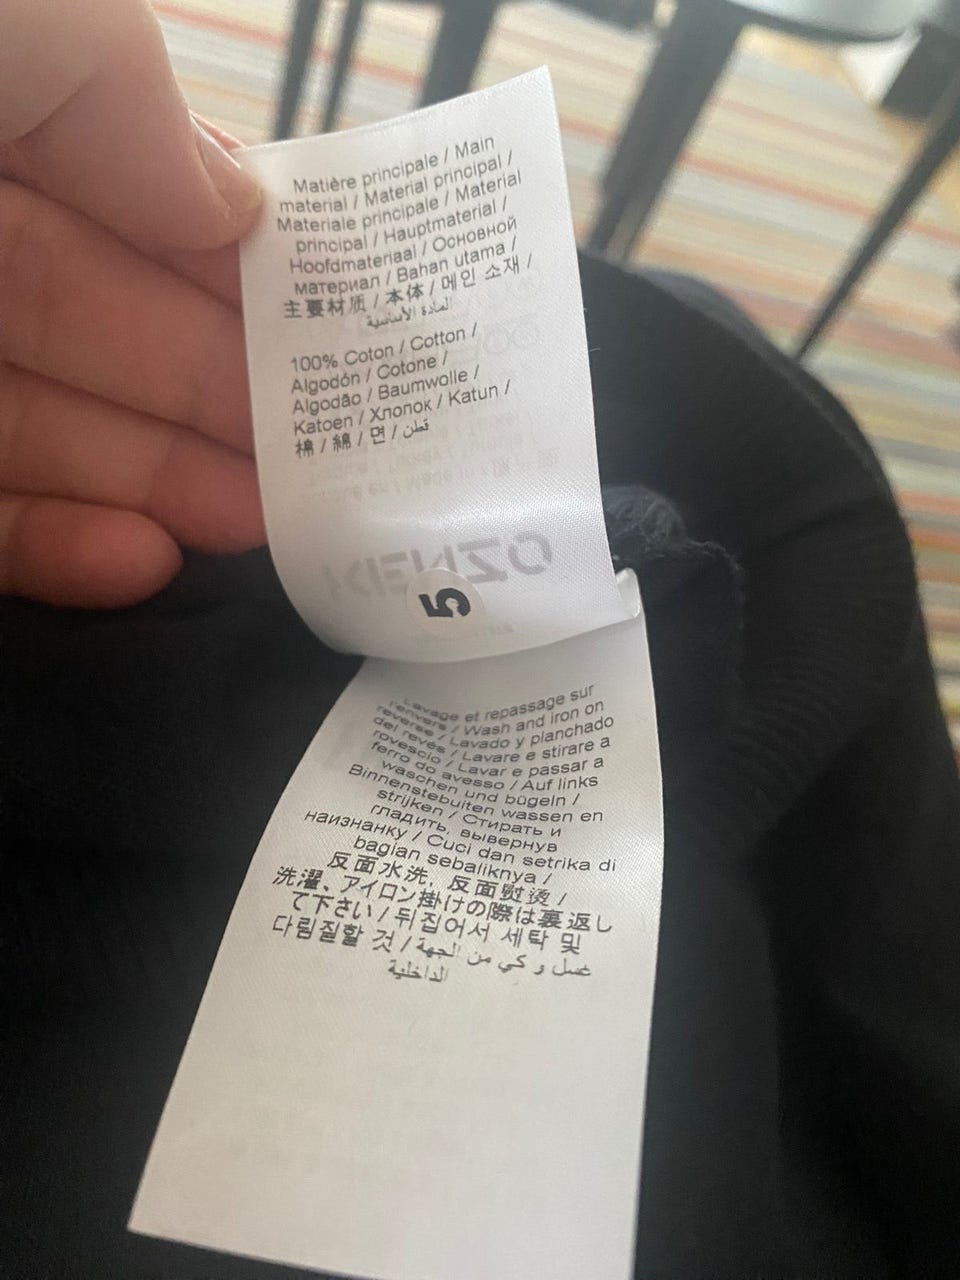 Matière principale / Main
material / Material principal /
Materiale principale / Material
principal / Hauptmaterial /
Hoofdmateriaal / Основной
материал / Bahan utama /
主要材质 / 本体 / 메인 소재 /
المادة الأساسية
100% Coton / Cotton /
Algodón / Cotone /
Algodão / Baumwolle /
Katoen / Хлопок / Katun /
棉 / 綿 / 면 / قطن
KENZO
5
Lavage et repassage sur
l'envers / Wash and iron on
reverse / Lavado y planchado
del revés / Lavare e stirare a
rovescio / Lavar e passar a
ferro do avesso / Auf links
waschen und bügeln /
Binnenstebuiten wassen en
strijken / Стирать и
гладить, вывернув
наизнанку / Cuci dan setrika di
bagian sebaliknya /
反面水洗, 反面熨烫 /
洗濯、アイロン掛けの際は裏返し
て下さい / 뒤집어서 세탁 및
다림질할 것 / غسل و كي من الجهة
الداخلية